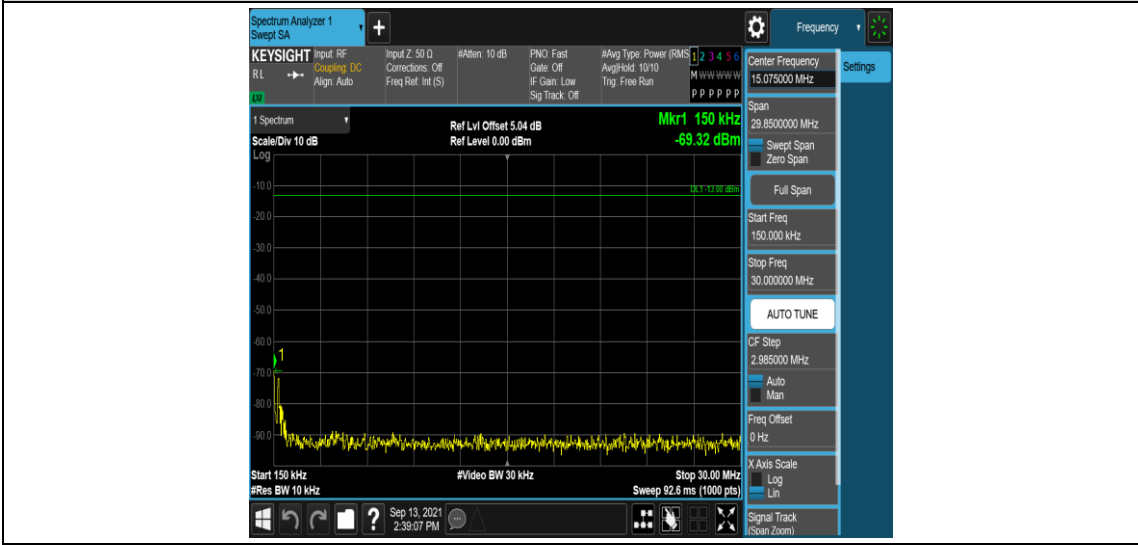 Spectrum Analyzer 1
Swept SA
+
Frequency
KEYSIGHT
RL
LM
Input: RF
Coupling: DC
Align: Auto
Input Z: 50 Ω
Corrections: Off
Freq Ref: Int (S)
#Atten: 10 dB
PNO: Fast
Gate: Off
IF Gain: Low
Sig Track: Off
#Avg Type: Power (RMS
Avg|Hold: 10/10
Trig: Free Run
1 2 3 4 5 6
M W W W W W
P P P P P P
1 Spectrum
Scale/Div 10 dB
Log
Ref Lvl Offset 5.04 dB
Ref Level 0.00 dBm
Mkr1 150 kHz
-69.32 dBm
DL1 -13.00 dBm
-10.0
-20.0
-30.0
-40.0
-50.0
-60.0
-70.0
-80.0
-90.0
1
Start 150 kHz
#Res BW 10 kHz
#Video BW 30 kHz
Stop 30.00 MHz
Sweep 92.6 ms (1000 pts)
?
Sep 13, 2021
2:39:07 PM
Center Frequency
15.075000 MHz
Settings
Span
29.8500000 MHz
Swept Span
Zero Span
Full Span
Start Freq
150.000 kHz
Stop Freq
30.000000 MHz
AUTO TUNE
CF Step
2.985000 MHz
Auto
Man
Freq Offset
0 Hz
X Axis Scale
Log
Lin
Signal Track
(Span Zoom)